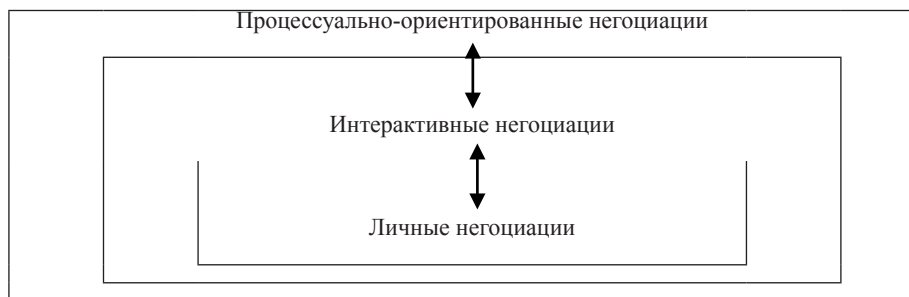 Процессуально-ориентированные негоциации
Интерактивные негоциации
Личные негоциации